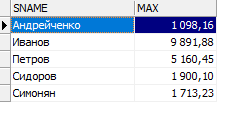 SNAME MAX
Андрейченко 1 098,16
Иванов 9 891,88
Петров 5 160,45
Сидоров 1 900,10
Симонян 1 713,23